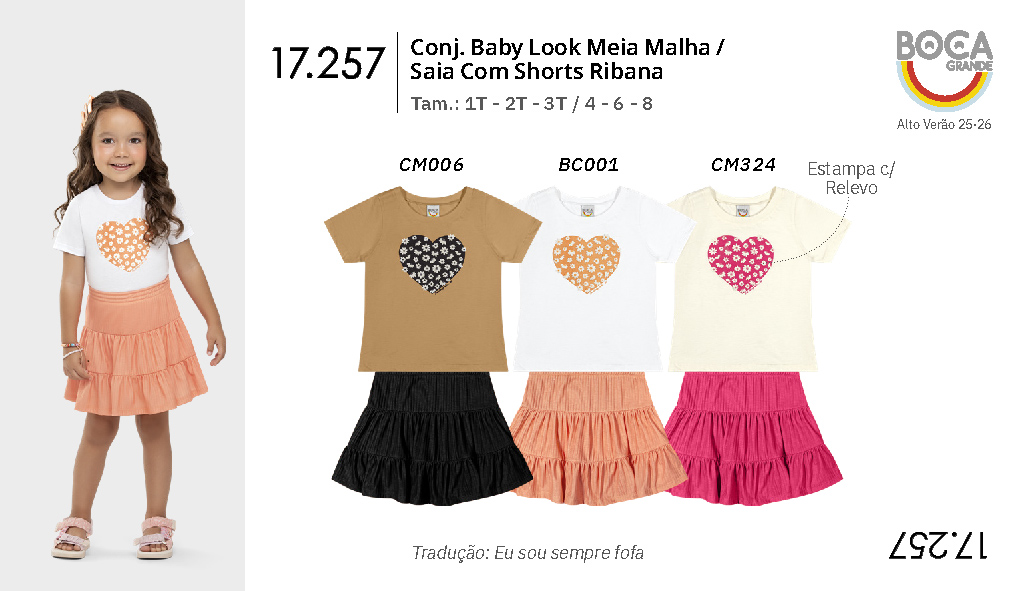 17.257
Conj. Baby Look Meia Malha /
Saia Com Shorts Ribana
Tam.: 1T - 2T - 3T / 4 - 6 - 8
BOCA
GRANDE
Alto Verão 25-26
CM006
BC001
CM324
Estampa c/
Relevo
Tradução: Eu sou sempre fofa
17.257